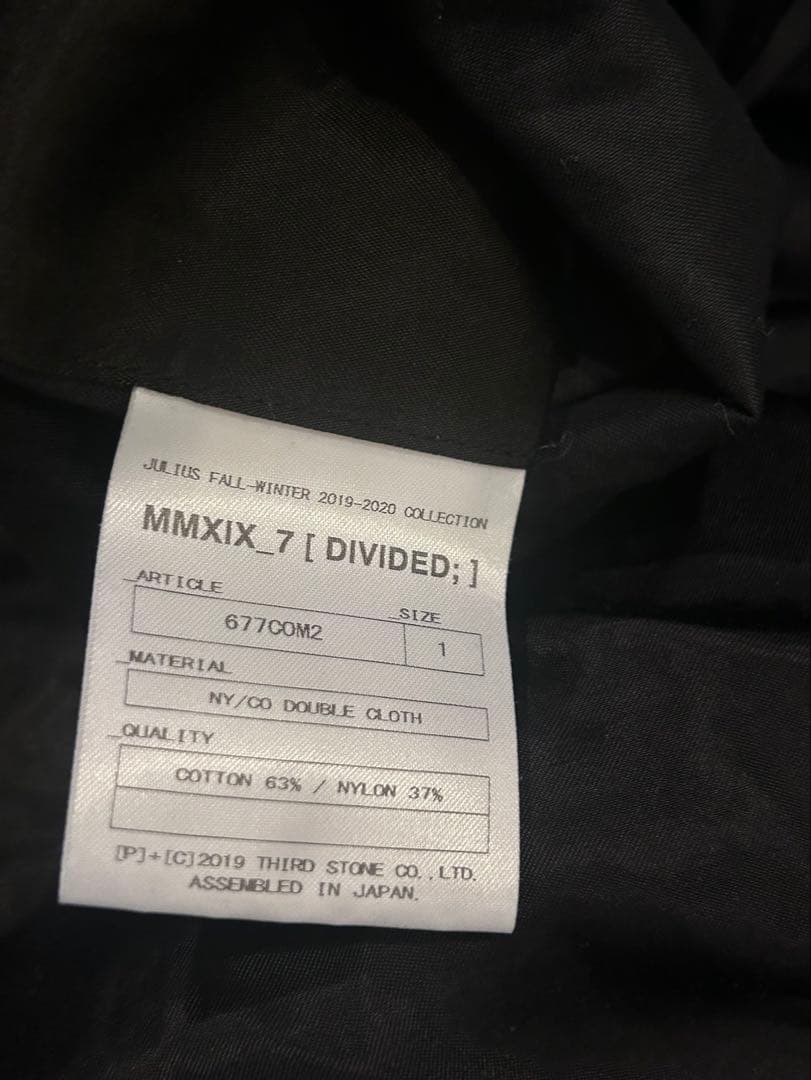 JULIUS FALL-WINTER 2019-2020 COLLECTION
MMXIX_7 [ DIVIDED; ]
_ARTICLE
_SIZE
677COM2
1
_MATERIAL
NY/CO DOUBLE CLOTH
_QUALITY
COTTON 63% / NYLON 37%
[P]+[C]2019 THIRD STONE CO.,LTD.
ASSEMBLED IN JAPAN.